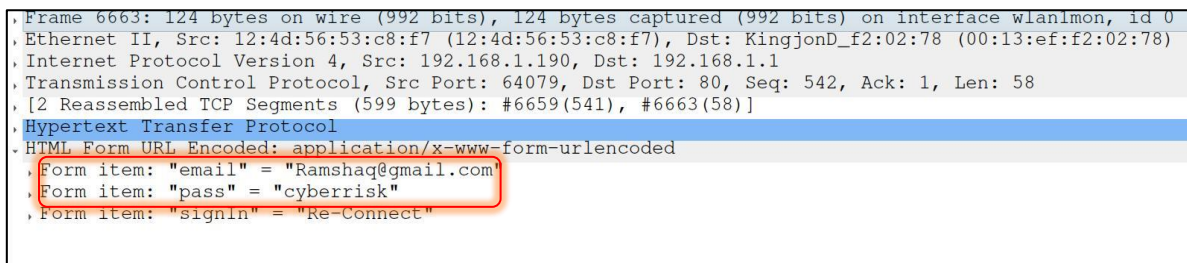 Frame 6663: 124 bytes on wire (992 bits), 124 bytes captured (992 bits) on interface wlan1mon, id 0
Ethernet II, Src: 12:4d:56:53:c8:f7 (12:4d:56:53:c8:f7), Dst: KingjonD_f2:02:78 (00:13:ef:f2:02:78)
Internet Protocol Version 4, Src: 192.168.1.190, Dst: 192.168.1.1
Transmission Control Protocol, Src Port: 64079, Dst Port: 80, Seq: 542, Ack: 1, Len: 58
[2 Reassembled TCP Segments (599 bytes): #6659(541), #6663(58)]
Hypertext Transfer Protocol
HTML Form URL Encoded: application/x-www-form-urlencoded
Form item: "email" = "Ramshaq@gmail.com"
Form item: "pass" = "cyberrisk"
Form item: "signIn" = "Re-Connect"